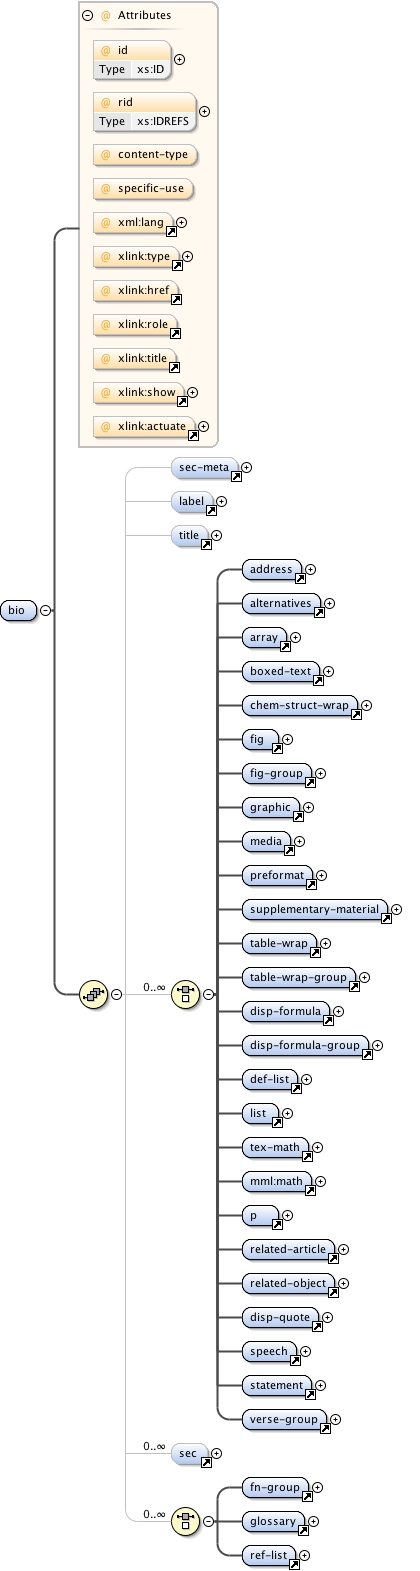 @ Attributes
@ id
Type xs:ID
@ rid
Type xs:IDREFS
@ content-type
@ specific-use
@ xml:lang
@ xlink:type
@ xlink:href
@ xlink:role
@ xlink:title
@ xlink:show
@ xlink:actuate
sec-meta
label
title
address
alternatives
bio
array
boxed-text
chem-struct-wrap
fig
fig-group
graphic
media
preformat
supplementary-material
table-wrap
table-wrap-group
0..∞
disp-formula
disp-formula-group
def-list
list
tex-math
mml:math
p
related-article
related-object
disp-quote
speech
statement
verse-group
0..∞
sec
fn-group
0..∞
glossary
ref-list